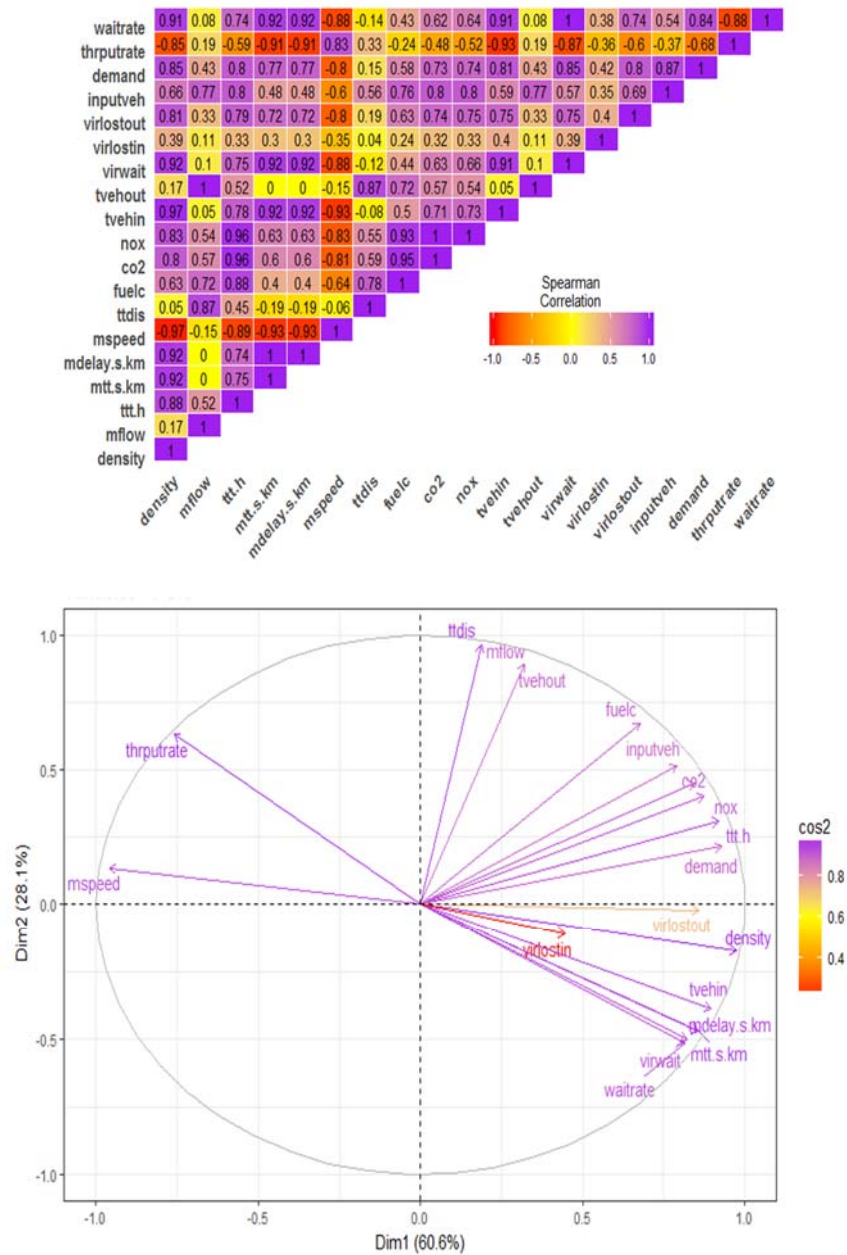 waitrate 0.91 0.08 0.74 0.92 0.92 -0.88 -0.14 0.43 0.62 0.64 0.91 0.08 1 0.38 0.74 0.54 0.84 -0.88 1
thrputrate -0.85 0.19 -0.59 -0.91 -0.91 0.83 0.33 -0.24 -0.48 -0.52 -0.93 0.19 -0.87 -0.36 -0.6 -0.37 -0.68 1
demand 0.85 0.43 0.8 0.77 0.77 -0.8 0.15 0.58 0.73 0.74 0.81 0.43 0.85 0.42 0.8 0.87 1
inputveh 0.66 0.77 0.8 0.48 0.48 -0.6 0.56 0.76 0.8 0.8 0.59 0.77 0.57 0.35 0.69 1
virlostout 0.81 0.33 0.79 0.72 0.72 -0.8 0.19 0.63 0.74 0.75 0.75 0.33 0.75 0.4 1
virlostin 0.39 0.11 0.33 0.3 0.3 -0.35 0.04 0.24 0.32 0.33 0.4 0.11 0.39 1
virwait 0.92 0.1 0.75 0.92 0.92 -0.88 -0.12 0.44 0.63 0.66 0.91 0.1 1
tvehout 0.17 1 0.52 0 0 -0.15 0.87 0.72 0.57 0.54 0.05 1
tvehin 0.97 0.05 0.78 0.92 0.92 -0.93 -0.08 0.5 0.71 0.73 1
nox 0.83 0.54 0.96 0.63 0.63 -0.83 0.55 0.93 1 1
co2 0.8 0.57 0.96 0.6 0.6 -0.81 0.59 0.95 1
fuelc 0.63 0.72 0.88 0.4 0.4 -0.64 0.78 1
ttdis 0.05 0.87 0.45 -0.19 -0.19 -0.06 1
mspeed -0.97 -0.15 -0.89 -0.93 -0.93 1
mdelay.s.km 0.92 0 0.74 1 1
mtt.s.km 0.92 0 0.75 1
ttt.h 0.88 0.52 1
mflow 0.17 1
density 1
Spearman
Correlation
-1.0 -0.5 0.0 0.5 1.0
density mflow ttt.h mtt.s.km mdelay.s.km mspeed ttdis fuelc co2 nox tvehin tvehout virwait virlostin virlostout inputveh demand thrputrate waitrate
Dim2 (28.1%)
1.0
0.5
0.0
-0.5
-1.0
ttdis
mflow
tvehout
fuelc
thrputrate
inputveh
co2
nox
ttt.h
demand
mspeed
virlostout
density
virlostin
tvehin
mdelay.s.km
mtt.s.km
virwait
waitrate
cos2
0.8
0.6
0.4
-1.0 -0.5 0.0 0.5 1.0
Dim1 (60.6%)